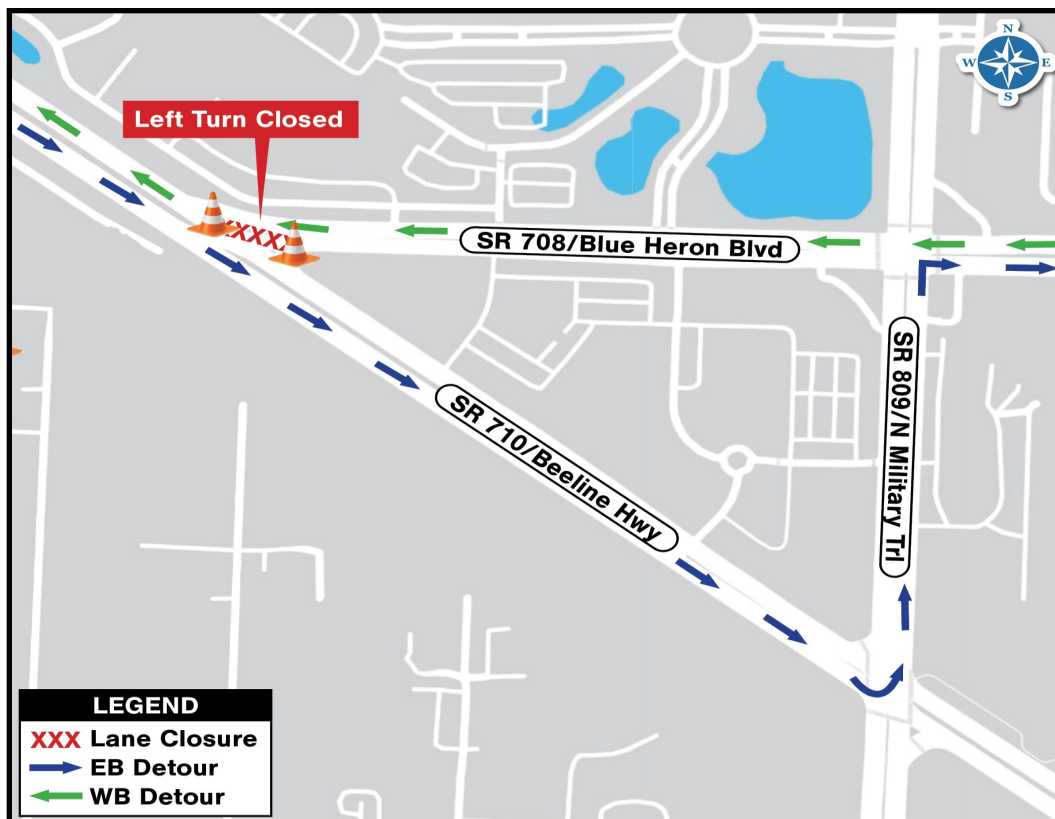 N
W E
S
Left Turn Closed
XXXX
SR 708/Blue Heron Blvd
SR 809/N Military Trl
SR 710/Beeline Hwy
LEGEND
XXX Lane Closure
EB Detour
WB Detour